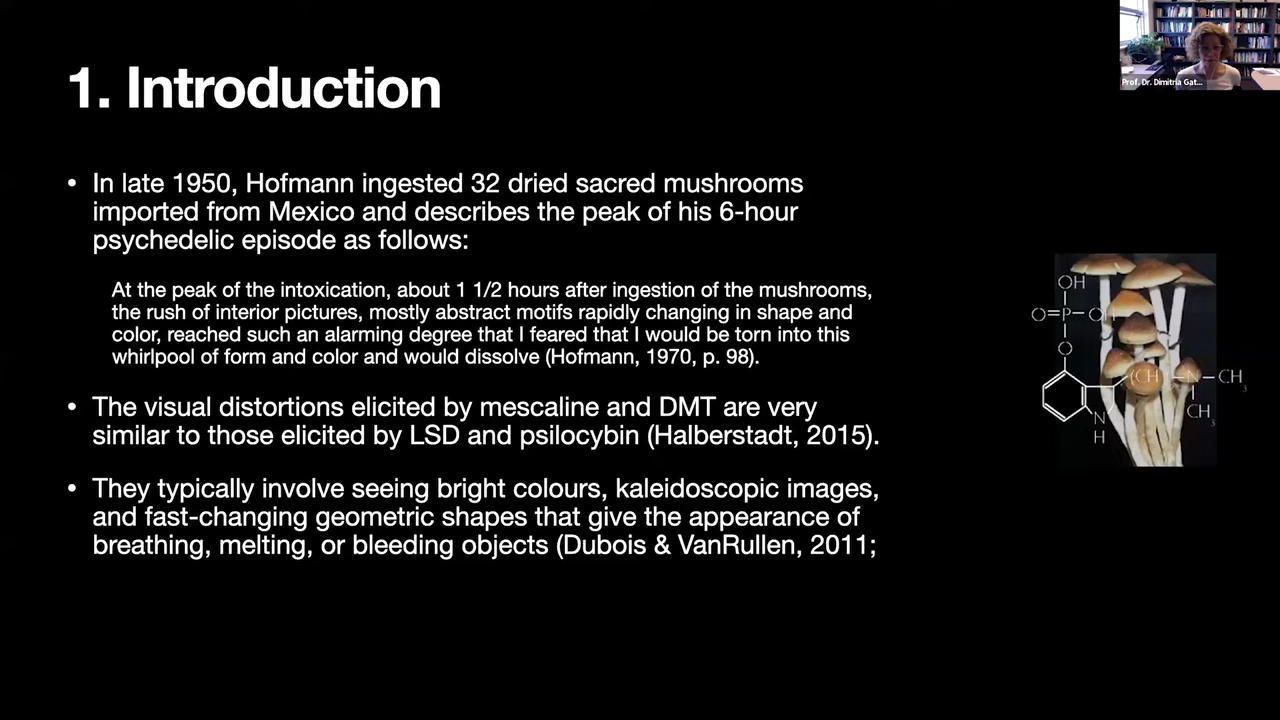 Prof. Dr. Dimitria Gat...
1. Introduction
• In late 1950, Hofmann ingested 32 dried sacred mushrooms
imported from Mexico and describes the peak of his 6-hour
psychedelic episode as follows:
At the peak of the intoxication, about 1 1/2 hours after ingestion of the mushrooms,
the rush of interior pictures, mostly abstract motifs rapidly changing in shape and
color, reached such an alarming degree that I feared that I would be torn into this
whirlpool of form and color and would dissolve (Hofmann, 1970, p. 98).
• The visual distortions elicited by mescaline and DMT are very
similar to those elicited by LSD and psilocybin (Halberstadt, 2015).
• They typically involve seeing bright colours, kaleidoscopic images,
and fast-changing geometric shapes that give the appearance of
breathing, melting, or bleeding objects (Dubois & VanRullen, 2011;
OH
O=P-OH
O
(CH N-CH3
CH3
N
H